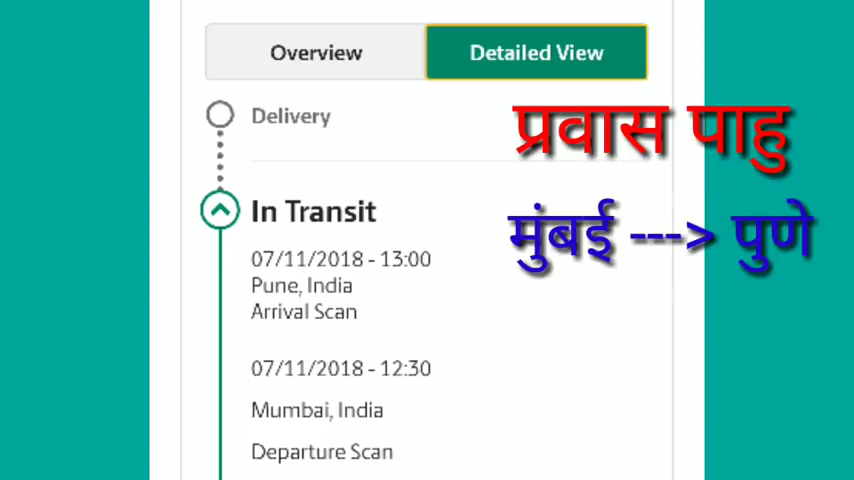 Overview
Detailed View
Delivery
प्रवास पाहु
In Transit
मुंबई ---> पुणे
07/11/2018 - 13:00
Pune, India
Arrival Scan
07/11/2018 - 12:30
Mumbai, India
Departure Scan